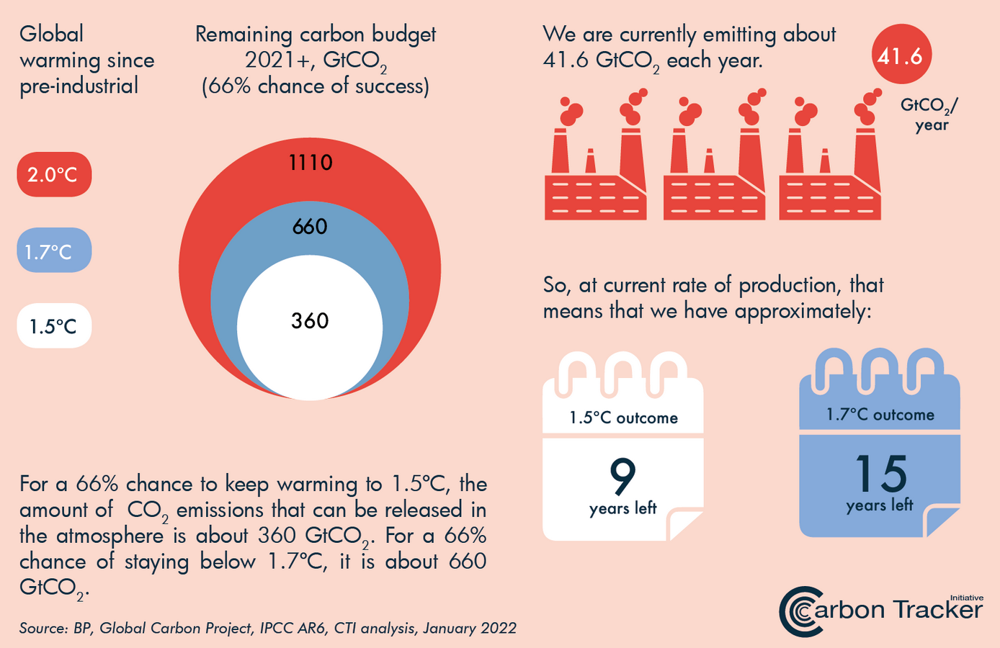 Global
warming since
pre-industrial
Remaining carbon budget
2021+, GtCO₂
(66% chance of success)
2.0°C
1.7°C
1.5°C
1110
660
360
For a 66% chance to keep warming to 1.5°C, the
amount of CO₂ emissions that can be released in
the atmosphere is about 360 GtCO₂. For a 66%
chance of staying below 1.7°C, it is about 660
GtCO₂.
Source: BP, Global Carbon Project, IPCC AR6, CTI analysis, January 2022
We are currently emitting about
41.6 GtCO₂ each year.
41.6
GtCO₂/
year
So, at current rate of production, that
means that we have approximately:
1.5°C outcome
9
years left
1.7°C outcome
15
years left
Carbon Tracker
Initiative